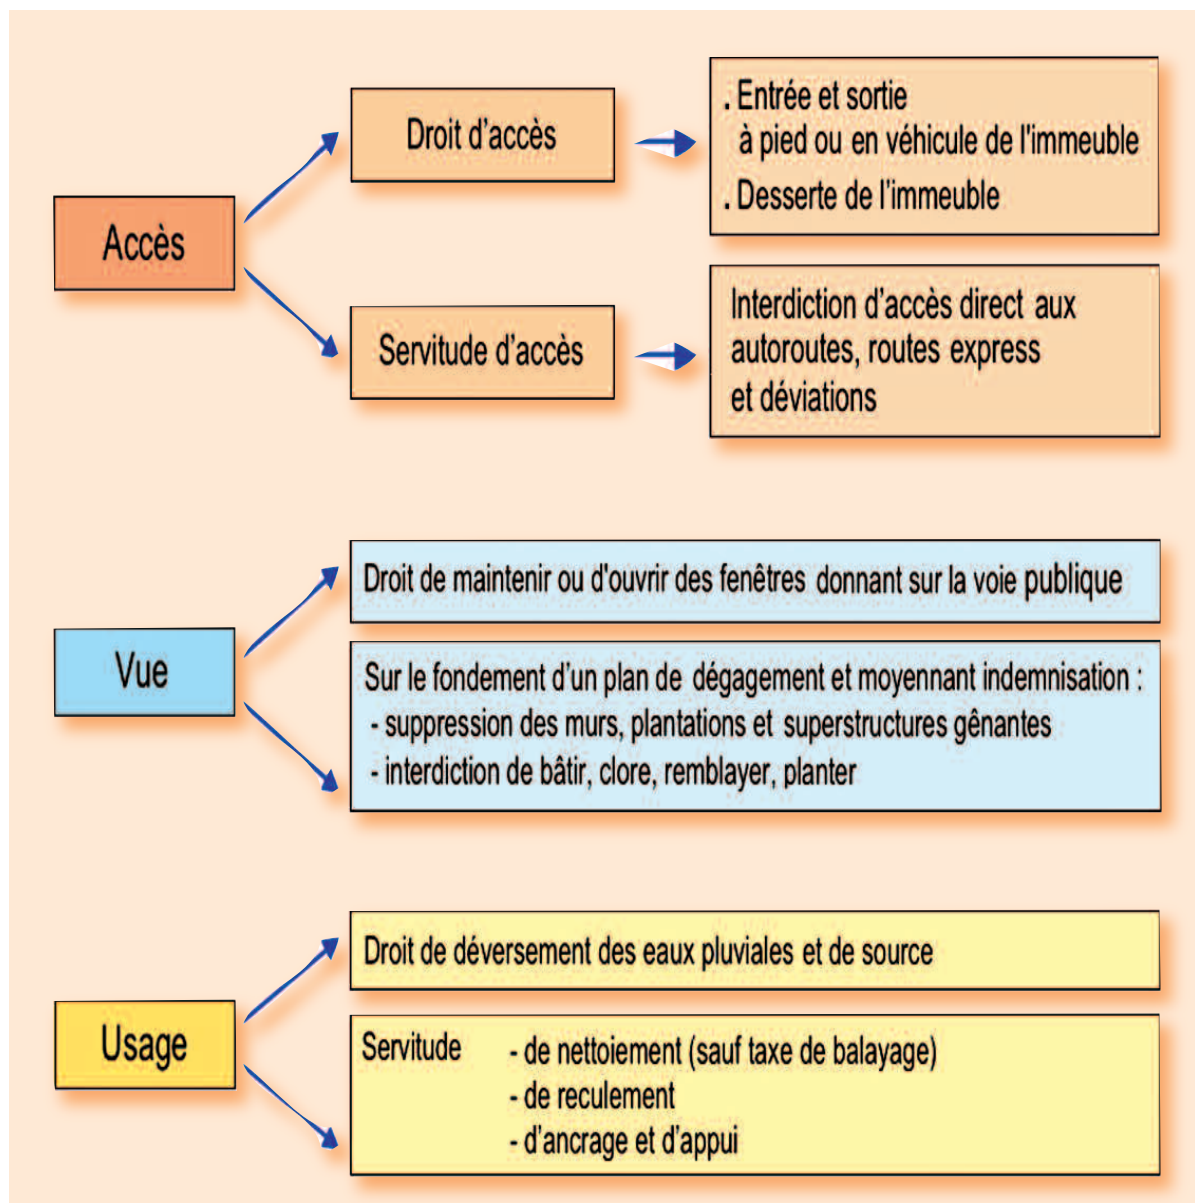 Accès
Droit d'accès
. Entrée et sortie
à pied ou en véhicule de l'immeuble
. Desserte de l'immeuble
Servitude d'accès
Interdiction d'accès direct aux
autoroutes, routes express
et déviations
Vue
Droit de maintenir ou d'ouvrir des fenêtres donnant sur la voie publique
Sur le fondement d'un plan de dégagement et moyennant indemnisation :
- suppression des murs, plantations et superstructures gênantes
- interdiction de bâtir, clore, remblayer, planter
Usage
Droit de déversement des eaux pluviales et de source
Servitude - de nettoiement (sauf taxe de balayage)
- de reculement
- d'ancrage et d'appui